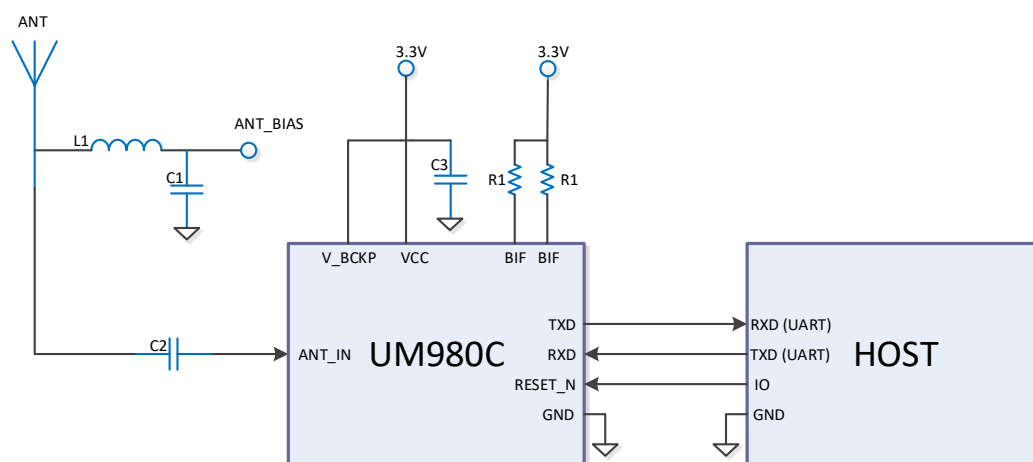 ANT
3.3V
3.3V
L1
ANT_BIAS
C1
C3
R1
R1
V_BCKP
VCC
BIF
BIF
TXD
RXD (UART)
C2
ANT_IN
UM980C
RXD
TXD (UART)
HOST
RESET_N
IO
GND
GND